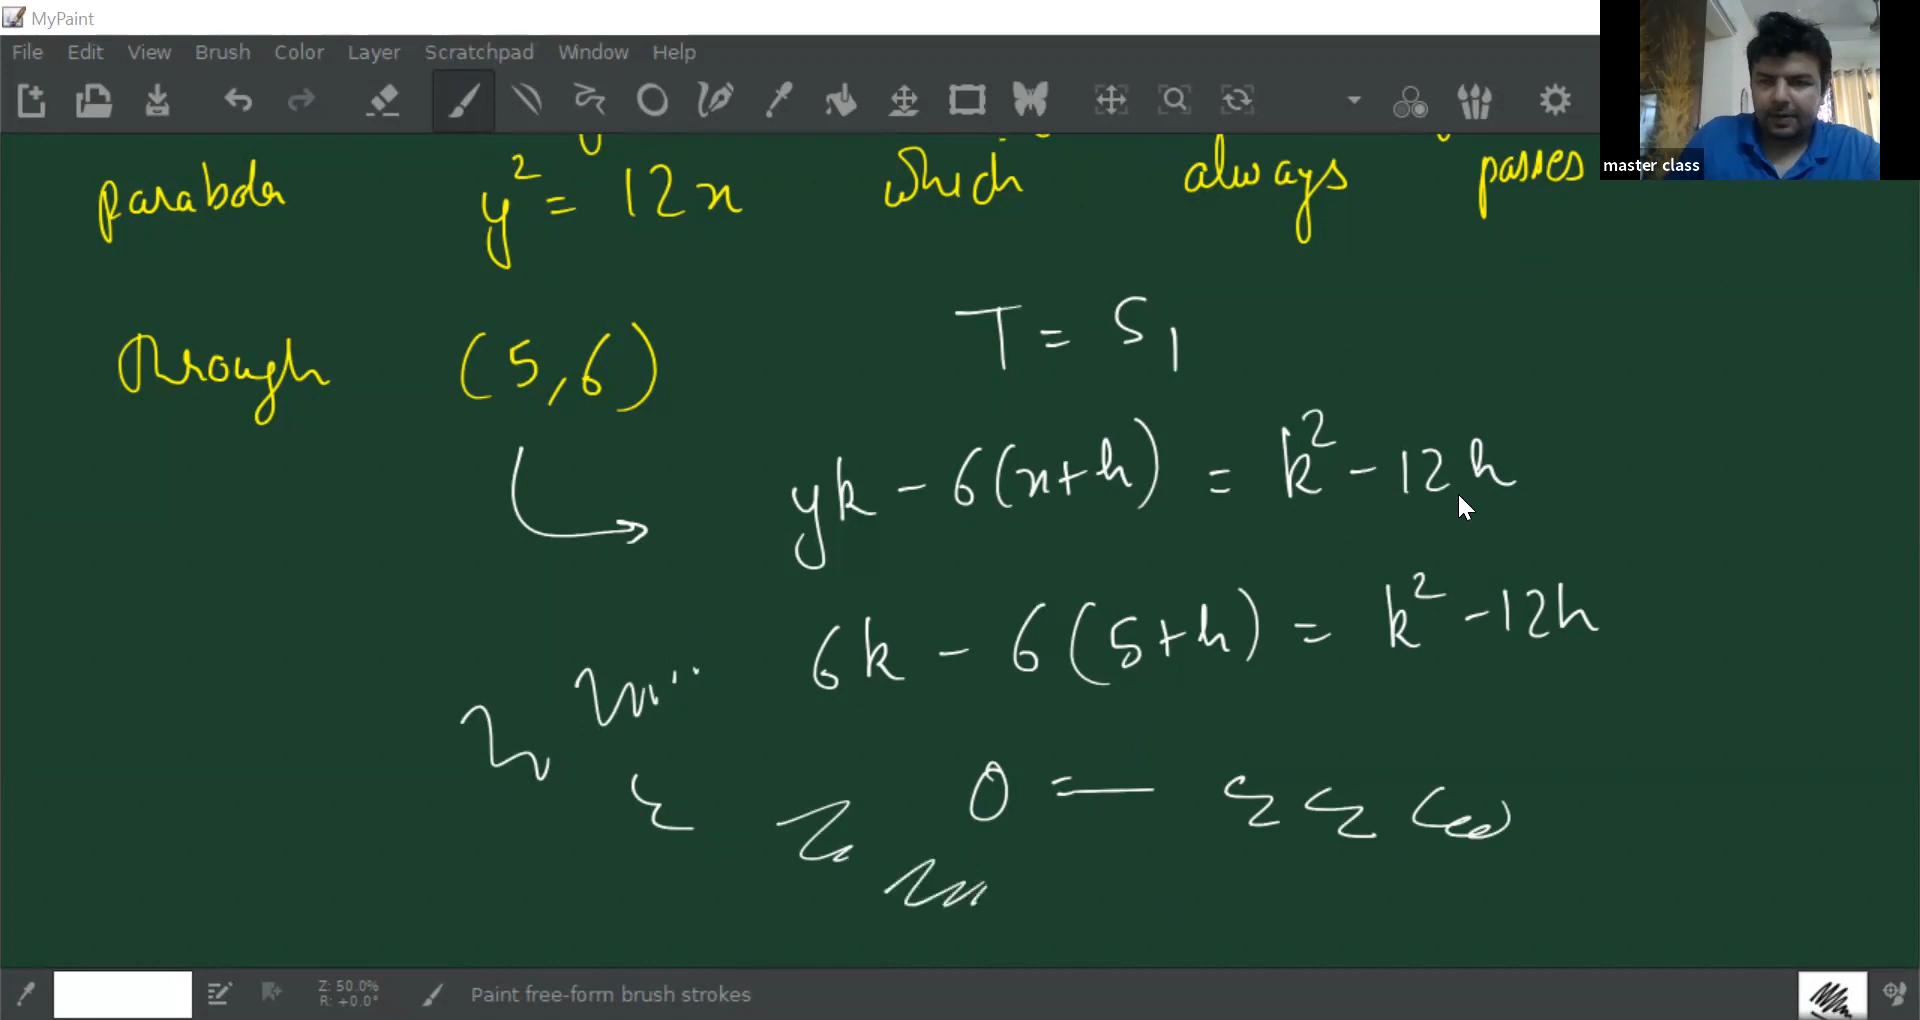 MyPaint
File Edit View Brush Color Layer Scratchpad Window Help
master class
parabola y² = 12x which always passes
through (5,6)
T = S₁
yk - 6(x+h) = k² - 12h
6k - 6(5+h) = k² - 12h
0 =
Z: 50.0%
R: +0.0°
Paint free-form brush strokes